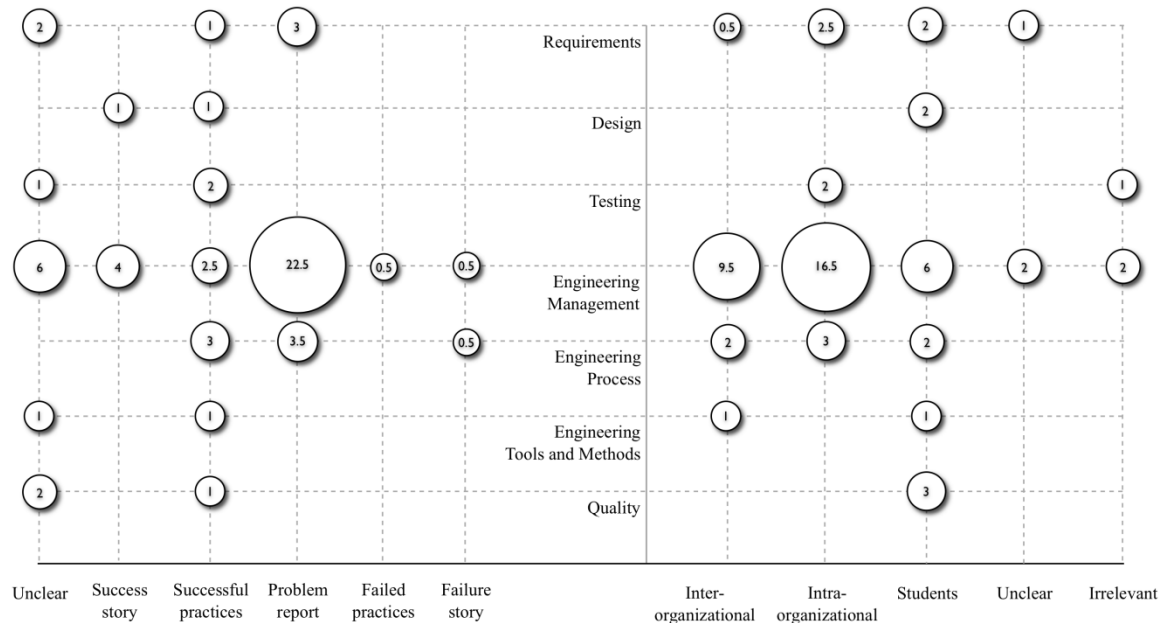 2
1
3
Requirements
0.5
2.5
2
1
1
1
Design
2
1
2
Testing
2
1
6
4
2.5
22.5
0.5
0.5
Engineering
Management
9.5
16.5
6
2
2
3
3.5
0.5
Engineering
Process
2
3
2
1
1
Engineering
Tools and Methods
1
1
2
1
Quality
3
Unclear
Success
story
Successful
practices
Problem
report
Failed
practices
Failure
story
Inter-
organizational
Intra-
organizational
Students
Unclear
Irrelevant